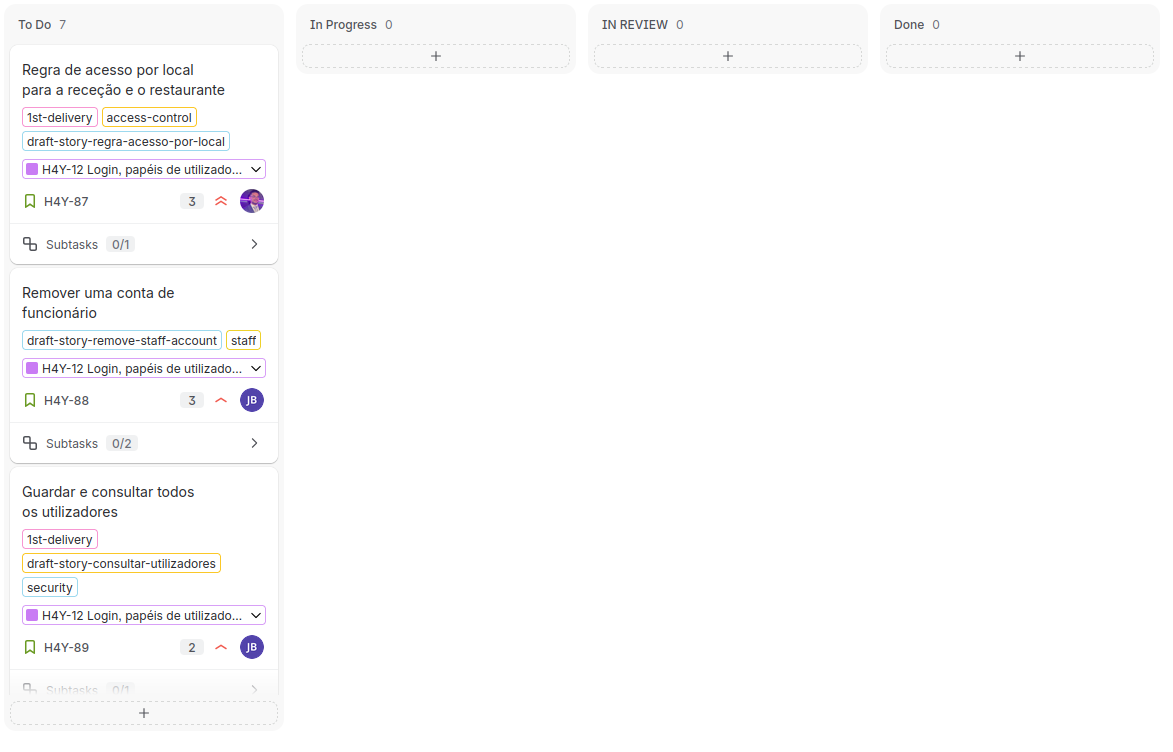 To Do 7
In Progress 0
IN REVIEW 0
Done 0
Regra de acesso por local
para a receção e o restaurante
1st-delivery access-control
draft-story-regra-acesso-por-local
H4Y-12 Login, papéis de utilizado...
H4Y-87 3
Subtasks 0/1
Remover uma conta de
funcionário
draft-story-remove-staff-account staff
H4Y-12 Login, papéis de utilizado...
H4Y-88 3 JB
Subtasks 0/2
Guardar e consultar todos
os utilizadores
1st-delivery
draft-story-consultar-utilizadores
security
H4Y-12 Login, papéis de utilizado...
H4Y-89 2 JB
Subtasks 0/1